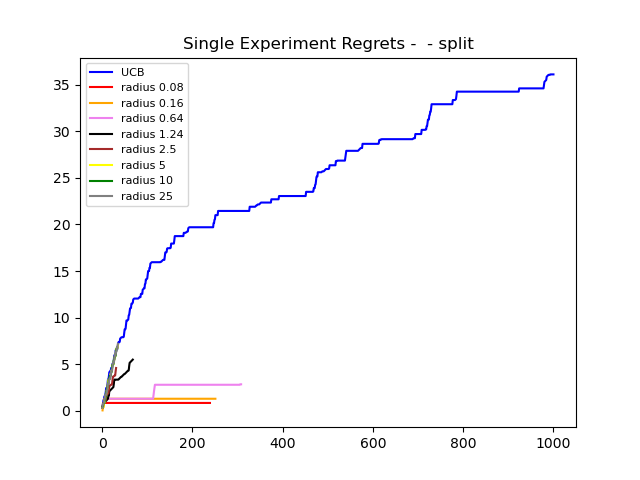 Single Experiment Regrets -  - split
UCB
radius 0.08
radius 0.16
radius 0.64
radius 1.24
radius 2.5
radius 5
radius 10
radius 25
35
30
25
20
15
10
5
0
0 200 400 600 800 1000